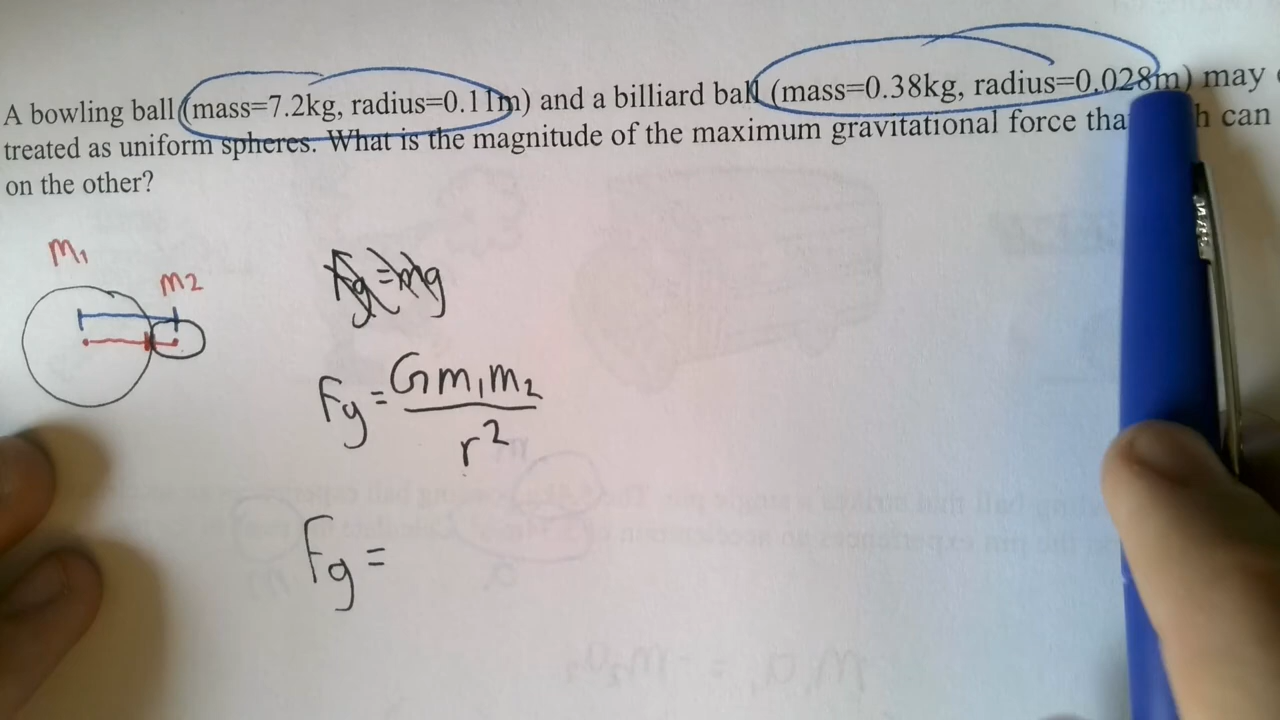 A bowling ball (mass=7.2kg, radius=0.11m) and a billiard ball (mass=0.38kg, radius=0.028m) may
treated as uniform spheres. What is the magnitude of the maximum gravitational force can
on the other?
m₁
m2
Fg=mg
Fg = Gm₁m₂ / r²
Fg =